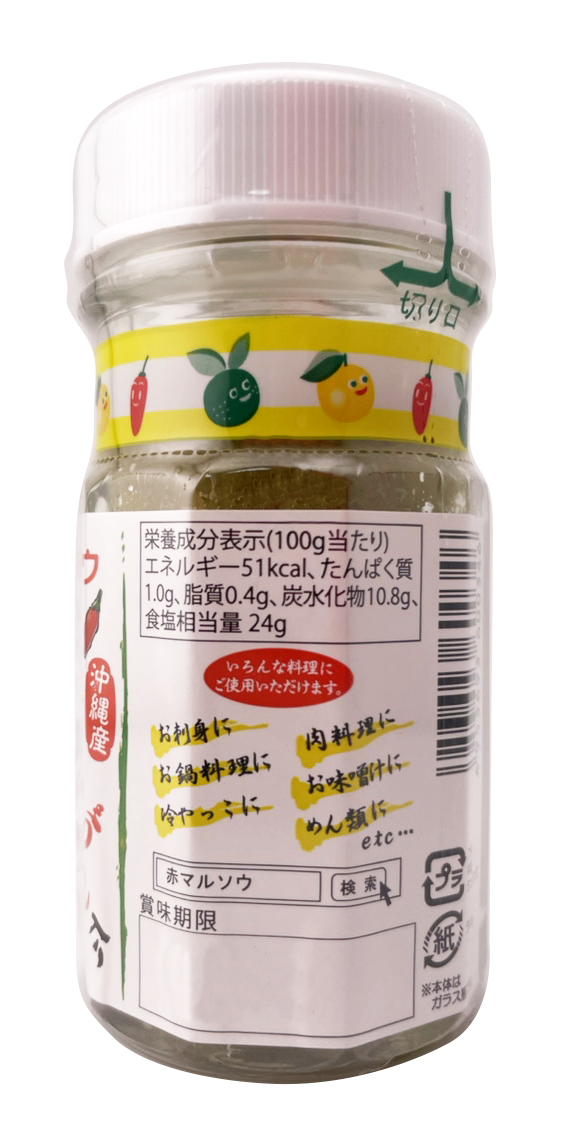 切り口
栄養成分表示(100g当たり)
エネルギー51kcal、たんぱく質
1.0g、脂質0.4g、炭水化物10.8g、
食塩相当量 24g
ウ
沖縄産
入り
いろんな料理に
ご使用いただけます。
お刺身に
お鍋料理に
冷やっこに
肉料理に
お味噌汁に
めん類に
etc…
赤マルソウ
検索
賞味期限
プラ
紙
※本体は
ガラス